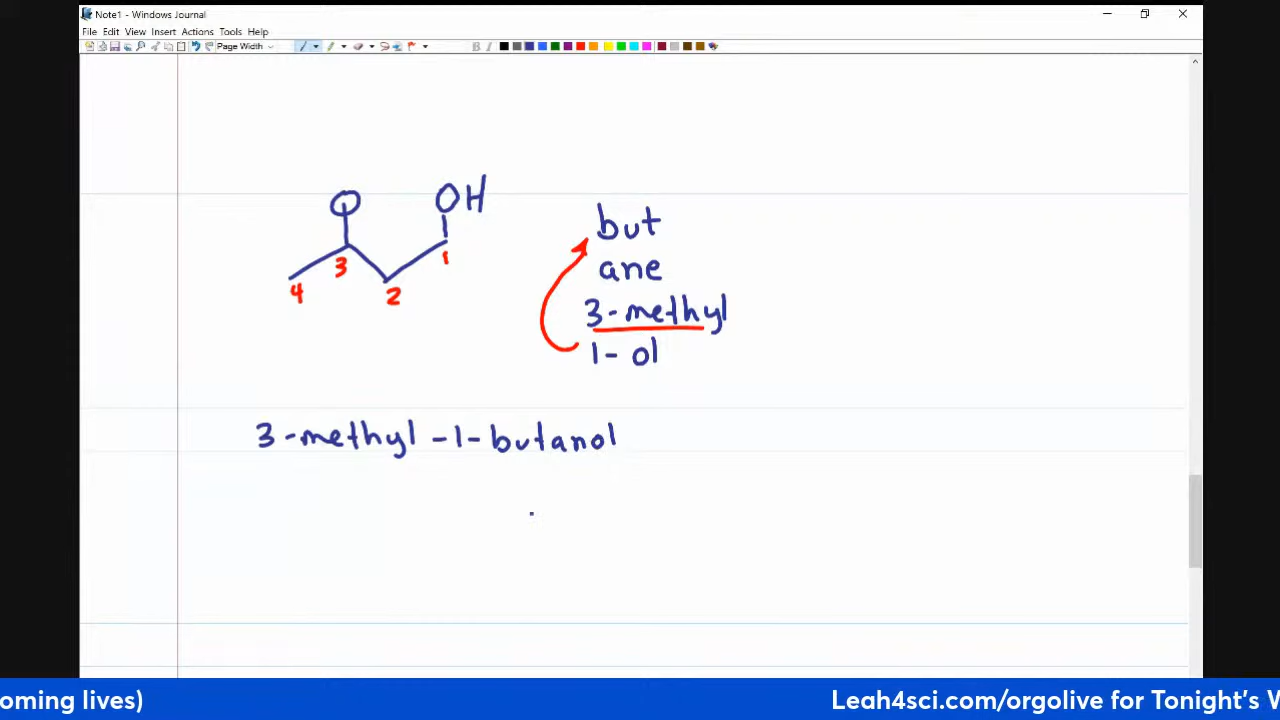 Note1 - Windows Journal
File Edit View Insert Actions Tools Help
Page Width
B I
OH
3
1
4
2
but
ane
3-methyl
1-ol
3-methyl-1-butanol
oming lives)
Leah4sci.com/orgolive for Tonight's W